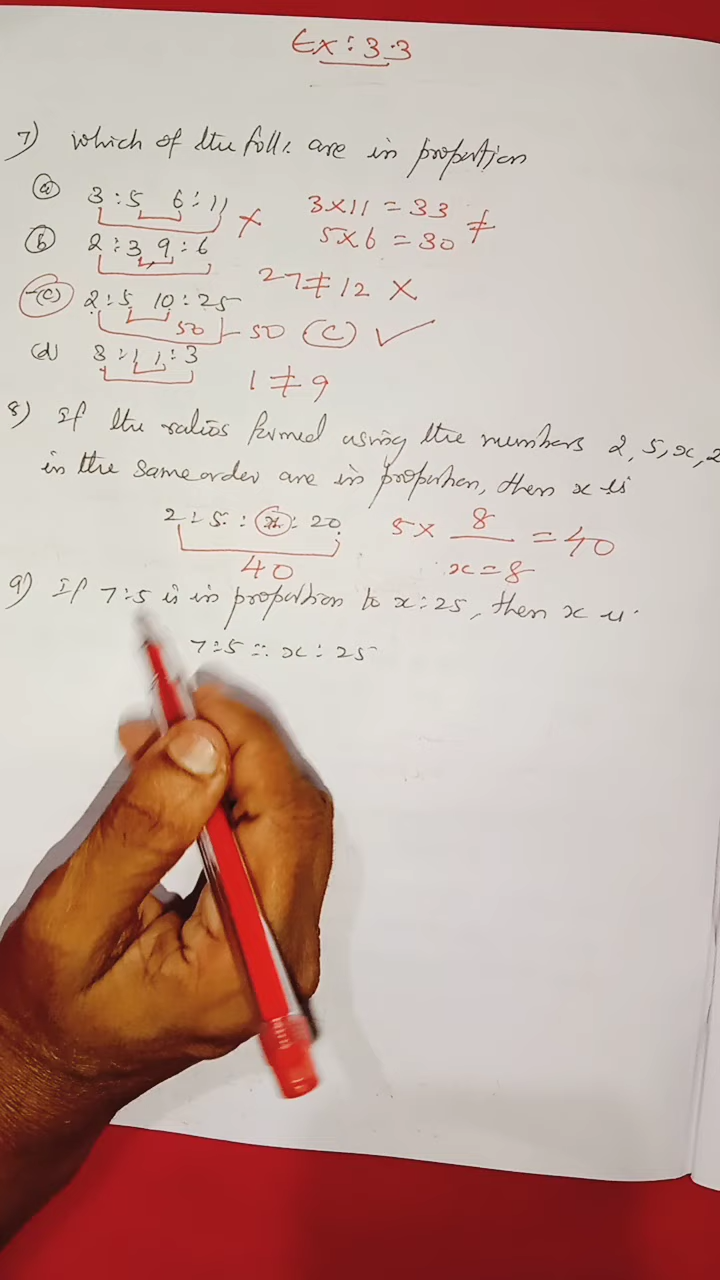 Ex : 3.3
7) which of the foll. are in proportion
(a) 3 : 5 6 : 11 × 3×11 = 33 ≠
5×6 = 30
(b) 2 : 3, 9 : 6
27 ≠ 12 ×
(c) 2 : 5, 10 : 25
50 50 (C) ✓
(d) 8 : 1, 1 : 3
1 ≠ 9
8) If the ratios formed using the numbers 2, 5, x, 2
in the same order are in proportion, then x is
2 : 5 : : x : 20 5 × 8 = 40
40 x = 8
9) If 7:5 is in proportion to x : 25, then x is
7 : 5 :: x : 25